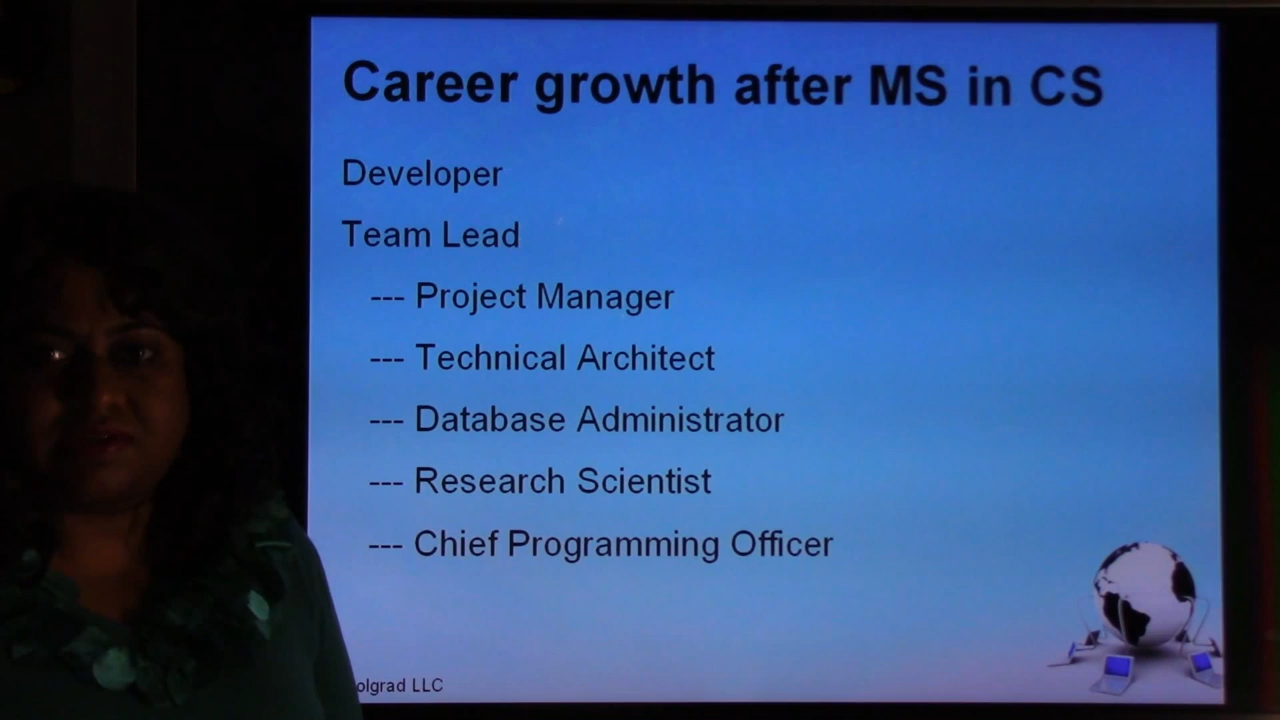 Career growth after MS in CS
Developer
Team Lead
--- Project Manager
--- Technical Architect
--- Database Administrator
--- Research Scientist
--- Chief Programming Officer
olgrad LLC